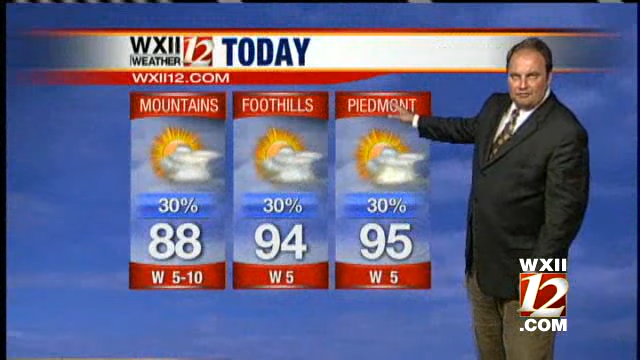 WXII 12 TODAY
WEATHER
WXII12.COM
MOUNTAINS FOOTHILLS PIEDMONT
30% 30% 30%
88 94 95
W 5-10 W 5 W 5
WXII
12
.COM